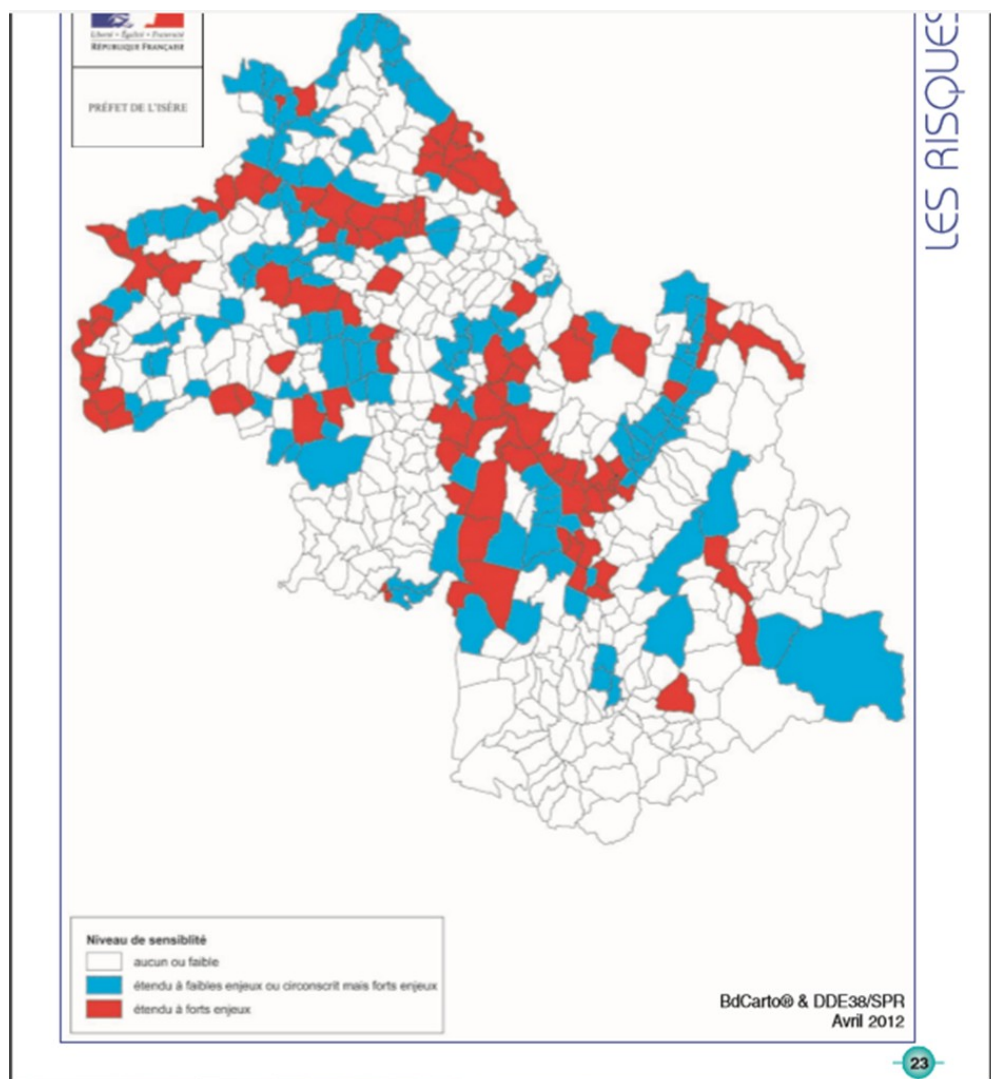 Liberté • Égalité • Fraternité
RÉPUBLIQUE FRANÇAISE
PRÉFET DE L'ISÈRE
LES RISQUES
Niveau de sensiblité
aucun ou faible
étendu à faibles enjeux ou circonscrit mais forts enjeux
étendu à forts enjeux
BdCarto® & DDE38/SPR
Avril 2012
23